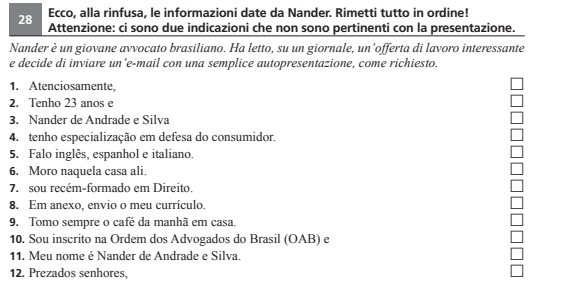 28
Ecco, alla rinfusa, le informazioni date da Nander. Rimetti tutto in ordine!
Attenzione: ci sono due indicazioni che non sono pertinenti con la presentazione.
Nander è un giovane avvocato brasiliano. Ha letto, su un giornale, un'offerta di lavoro interessante
e decide di inviare un'e-mail con una semplice autopresentazione, come richiesto.
1. Atenciosamente,
2. Tenho 23 anos e
3. Nander de Andrade e Silva
4. tenho especialização em defesa do consumidor.
5. Falo inglês, espanhol e italiano.
6. Moro naquela casa ali.
7. sou recém-formado em Direito.
8. Em anexo, envio o meu currículo.
9. Tomo sempre o café da manhã em casa.
10. Sou inscrito na Ordem dos Advogados do Brasil (OAB) e
11. Meu nome é Nander de Andrade e Silva.
12. Prezados senhores,